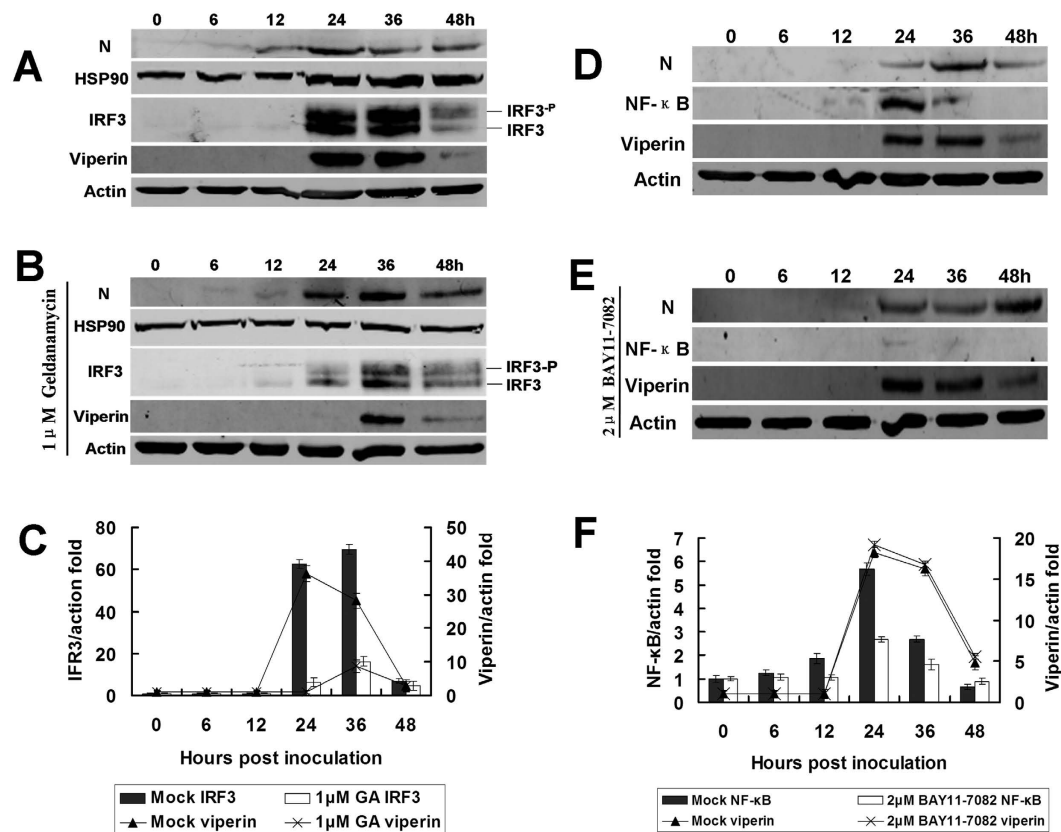 A
0 6 12 24 36 48h
N
HSP90
IRF3
IRF3-P
IRF3
Viperin
Actin
B
1 μM Geldanamycin
0 6 12 24 36 48h
N
HSP90
IRF3
IRF3-P
IRF3
Viperin
Actin
C
IFR3/action fold
80
60
40
20
0
50
40
30
20
10
0
Viperin/actin fold
0 6 12 24 36 48
Hours post inoculation
Mock IRF3 1μM GA IRF3
Mock viperin 1μM GA viperin
D
0 6 12 24 36 48h
N
NF-κB
Viperin
Actin
E
2 μM BAY11-7082
0 6 12 24 36 48h
N
NF-κB
Viperin
Actin
F
NF-κB/actin fold
7
6
5
4
3
2
1
0
20
15
10
5
0
Viperin/actin fold
0 6 12 24 36 48
Hours post inoculation
Mock NF-κB 2μM BAY11-7082 NF-κB
Mock viperin 2μM BAY11-7082 viperin